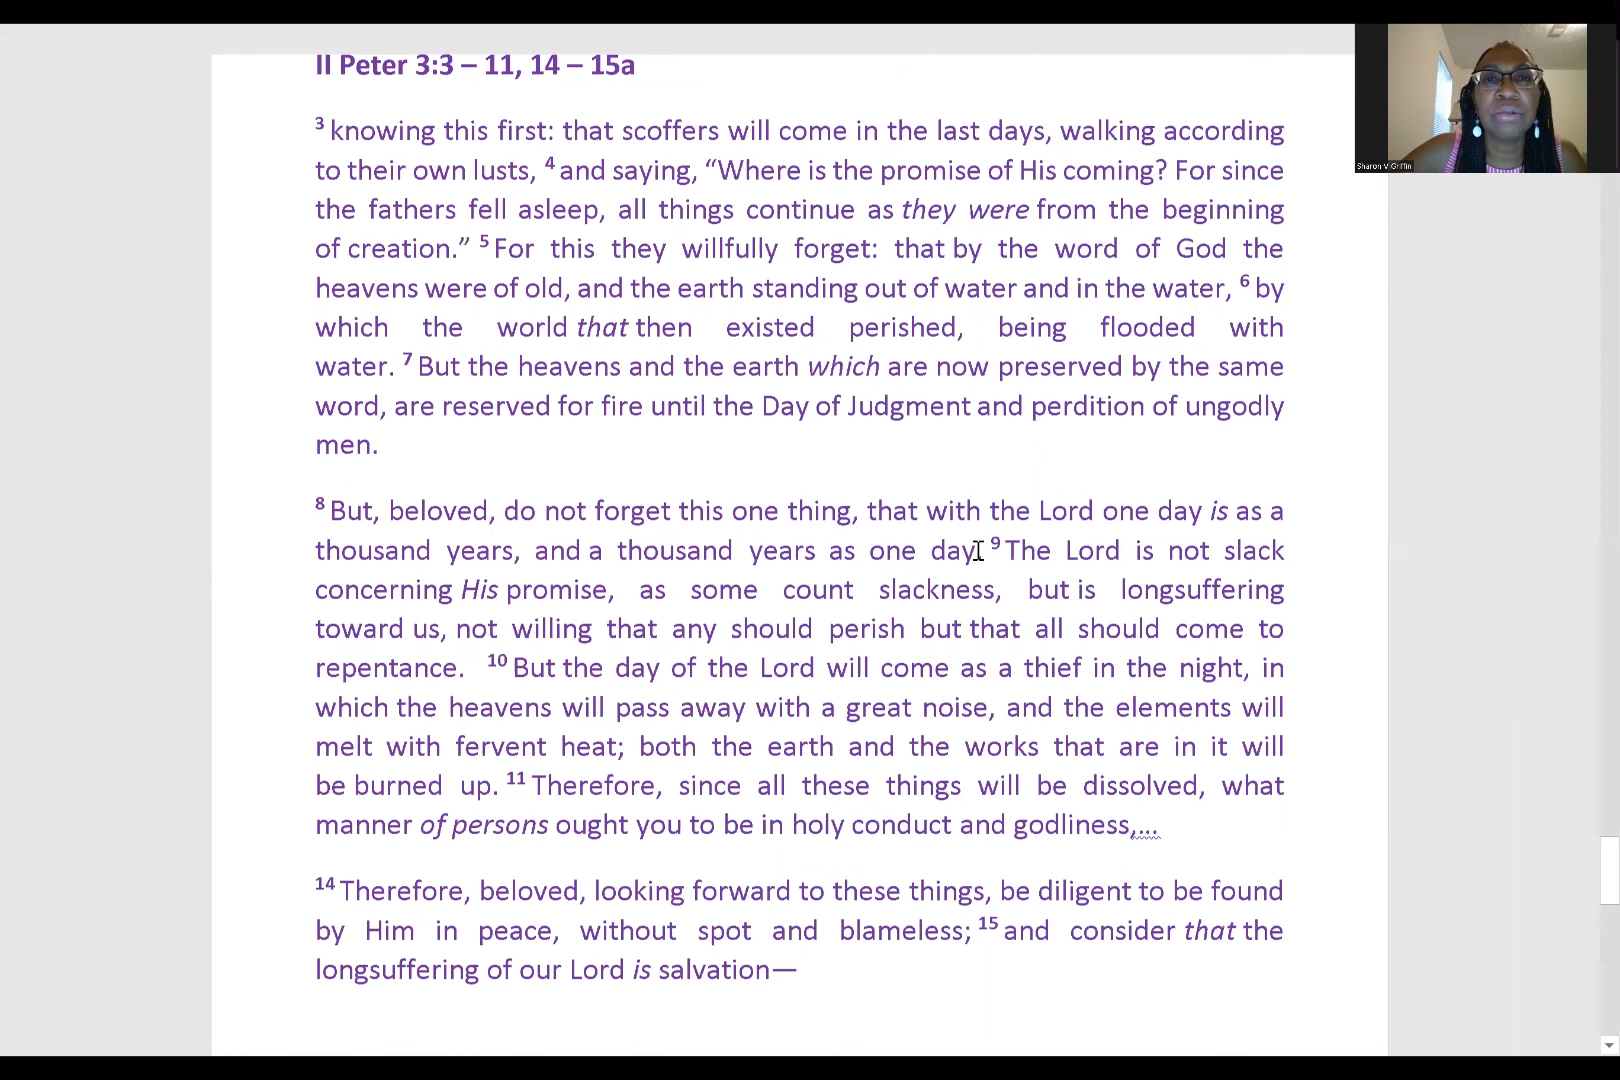 II Peter 3:3 – 11, 14 – 15a
3 knowing this first: that scoffers will come in the last days, walking according
to their own lusts, 4 and saying, “Where is the promise of His coming? For since
the fathers fell asleep, all things continue as they were from the beginning
of creation.” 5 For this they willfully forget: that by the word of God the
heavens were of old, and the earth standing out of water and in the water, 6 by
which the world that then existed perished, being flooded with
water. 7 But the heavens and the earth which are now preserved by the same
word, are reserved for fire until the Day of Judgment and perdition of ungodly
men.
8 But, beloved, do not forget this one thing, that with the Lord one day is as a
thousand years, and a thousand years as one day. 9 The Lord is not slack
concerning His promise, as some count slackness, but is longsuffering
toward us, not willing that any should perish but that all should come to
repentance. 10 But the day of the Lord will come as a thief in the night, in
which the heavens will pass away with a great noise, and the elements will
melt with fervent heat; both the earth and the works that are in it will
be burned up. 11 Therefore, since all these things will be dissolved, what
manner of persons ought you to be in holy conduct and godliness,...
14 Therefore, beloved, looking forward to these things, be diligent to be found
by Him in peace, without spot and blameless; 15 and consider that the
longsuffering of our Lord is salvation—
Sharon V Griffin